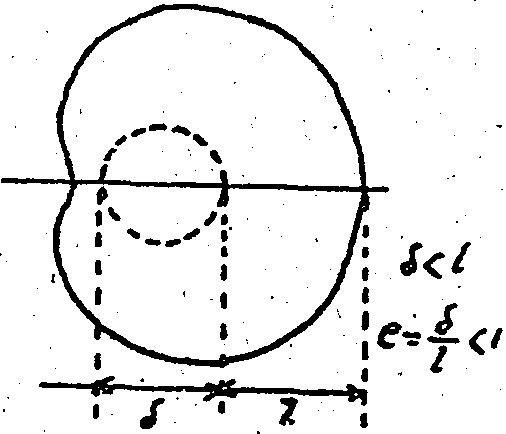 δ < l
e = δ/l < 1
δ l